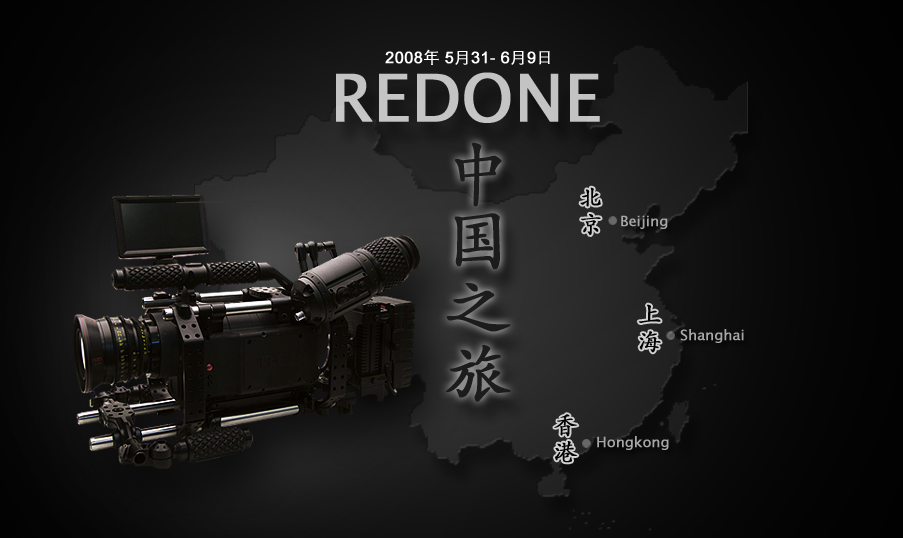 2008年 5月31- 6月9日
REDONE
中国之旅
北京
Beijing
上海
Shanghai
香港
Hongkong